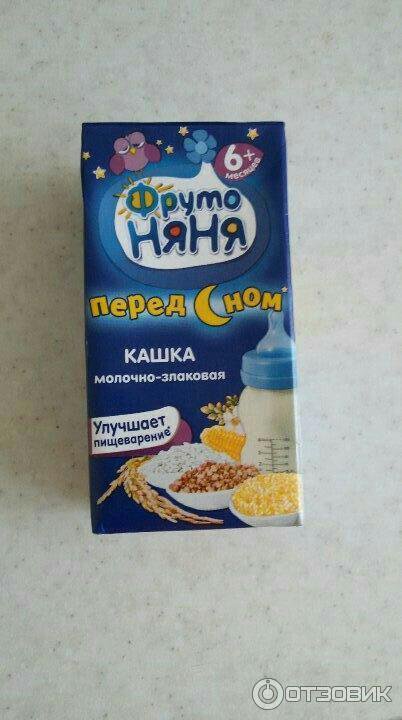 6+
месяцев
Фруто
НЯНЯ
перед Сном*
КАШКА
молочно-злаковая
Улучшает
пищеварение*
ОТЗОВИК